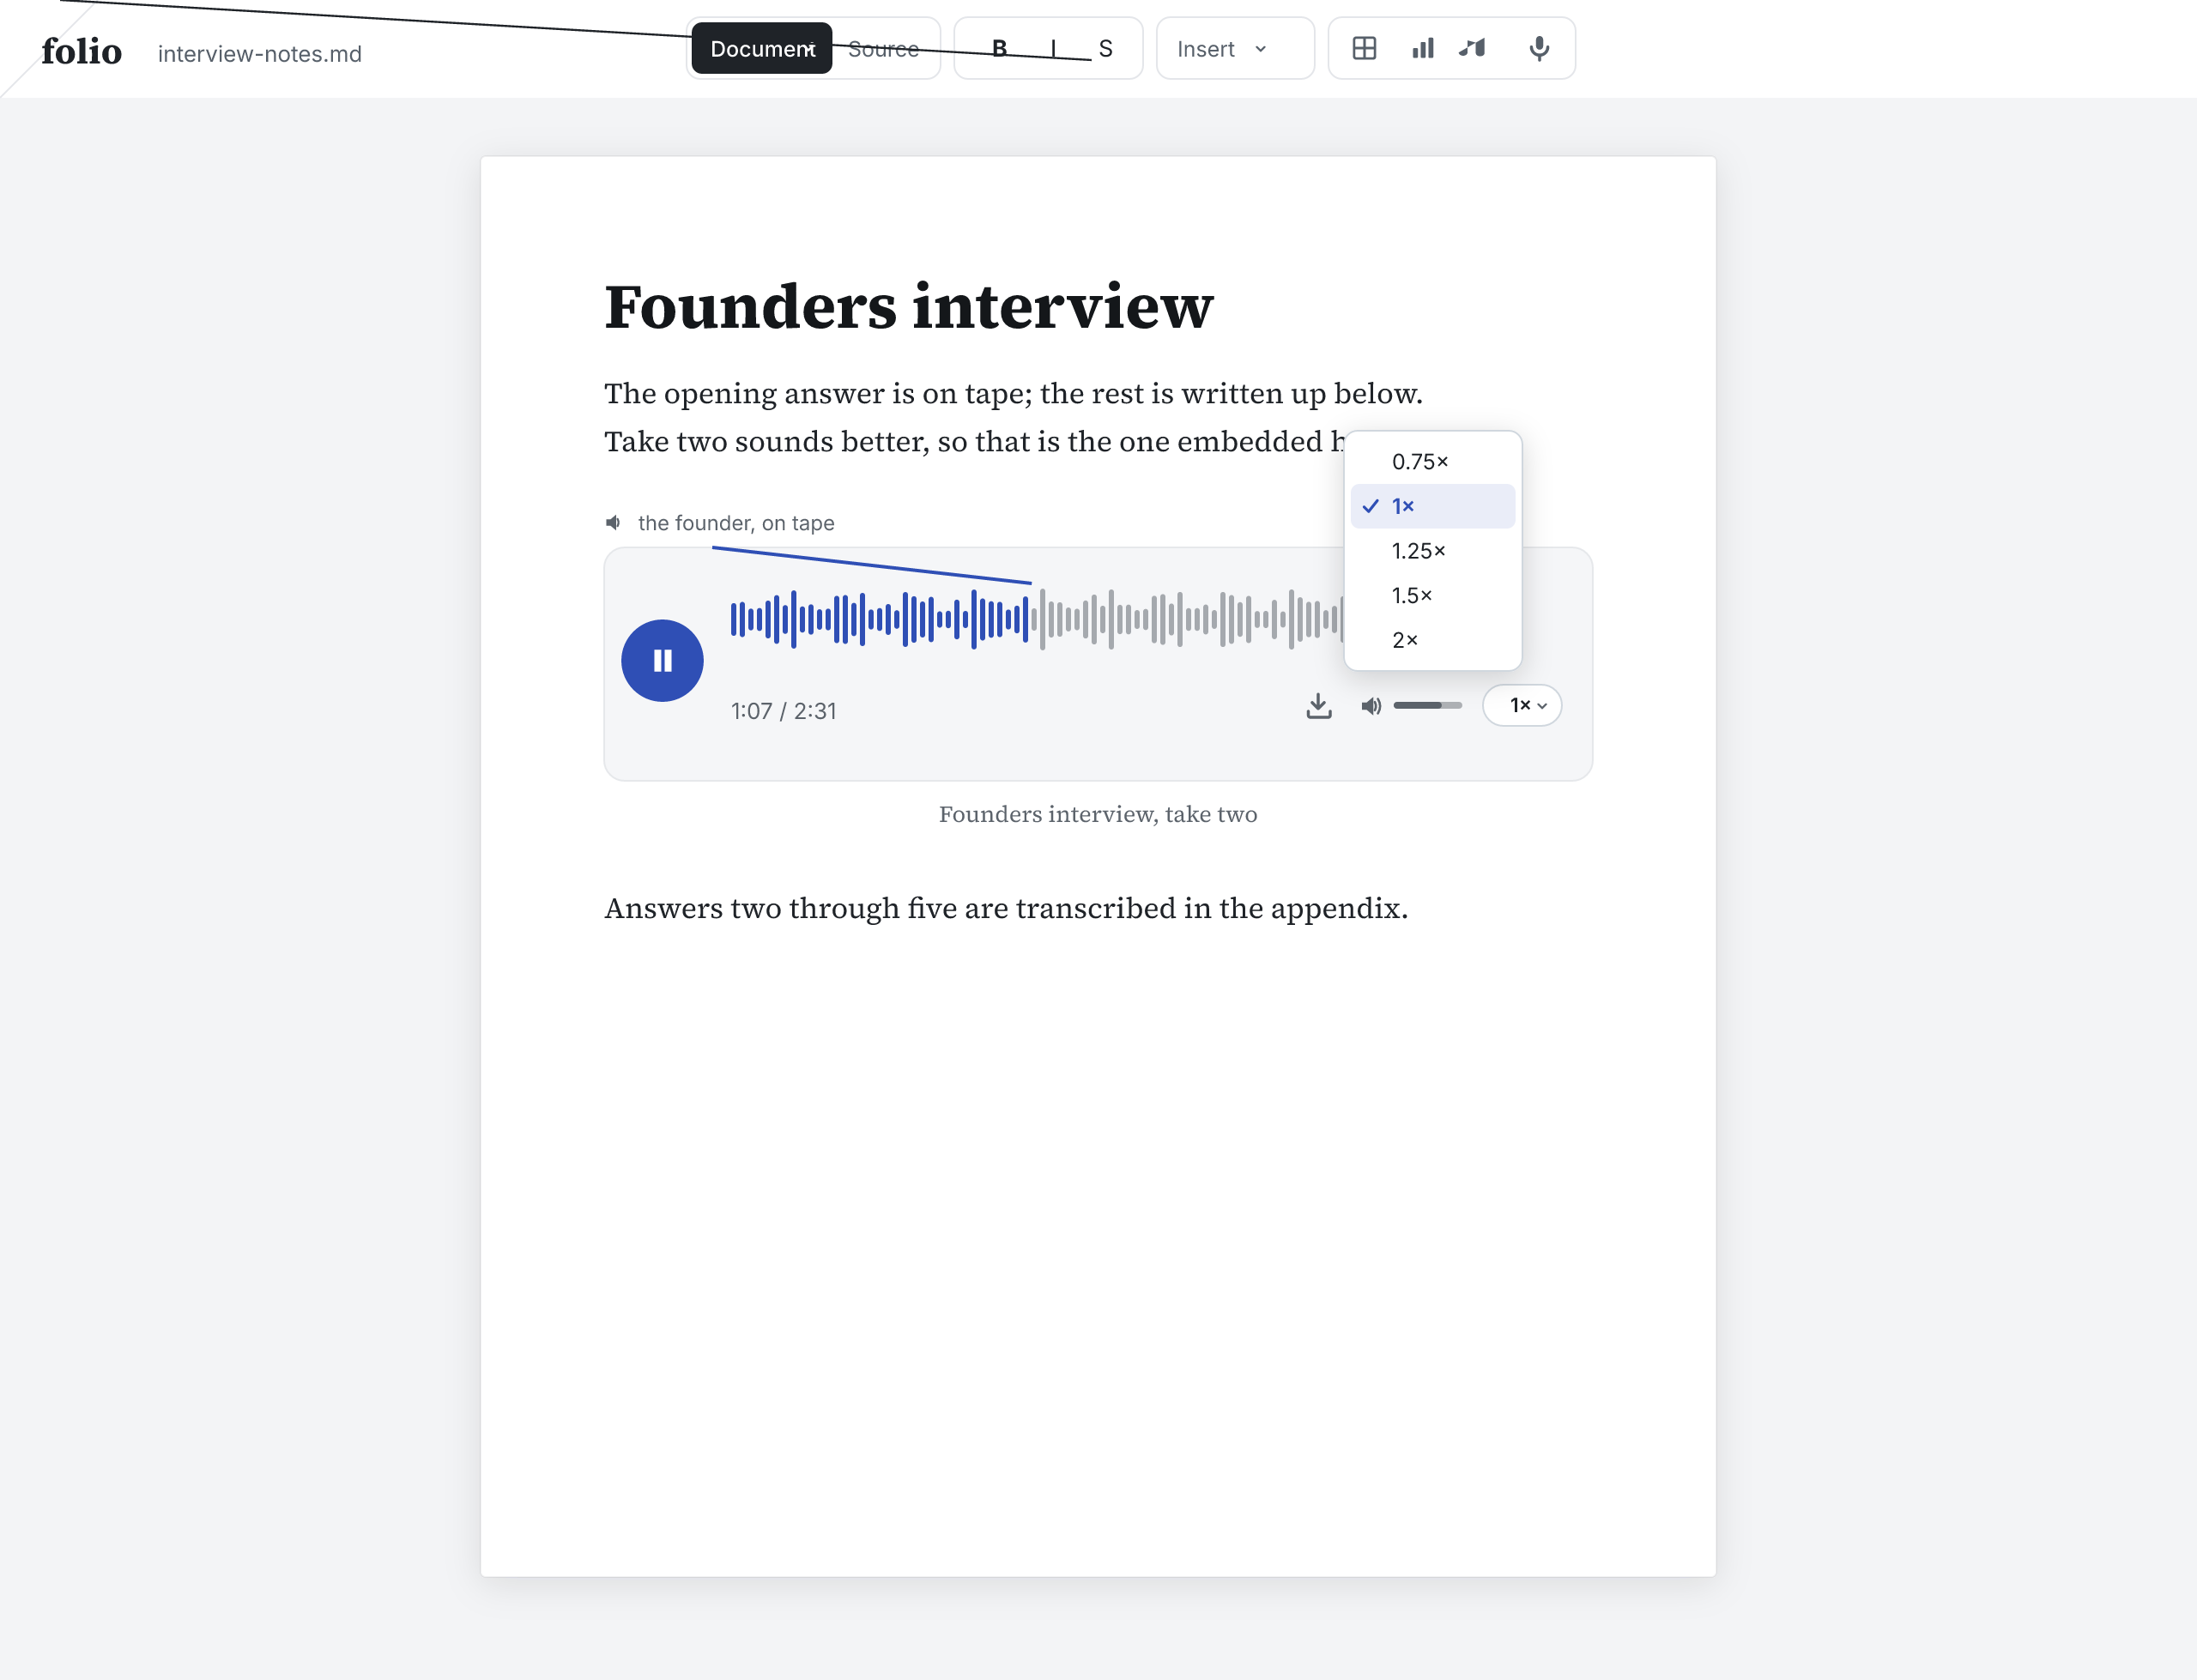 folio interview-notes.md Document Source B I S Insert
Founders interview
The opening answer is on tape; the rest is written up below.
Take two sounds better, so that is the one embedded
0.75×
1×
the founder, on tape
1.25×
1.5×
2×
1:07 / 2:31 1×
Founders interview, take two
Answers two through five are transcribed in the appendix.